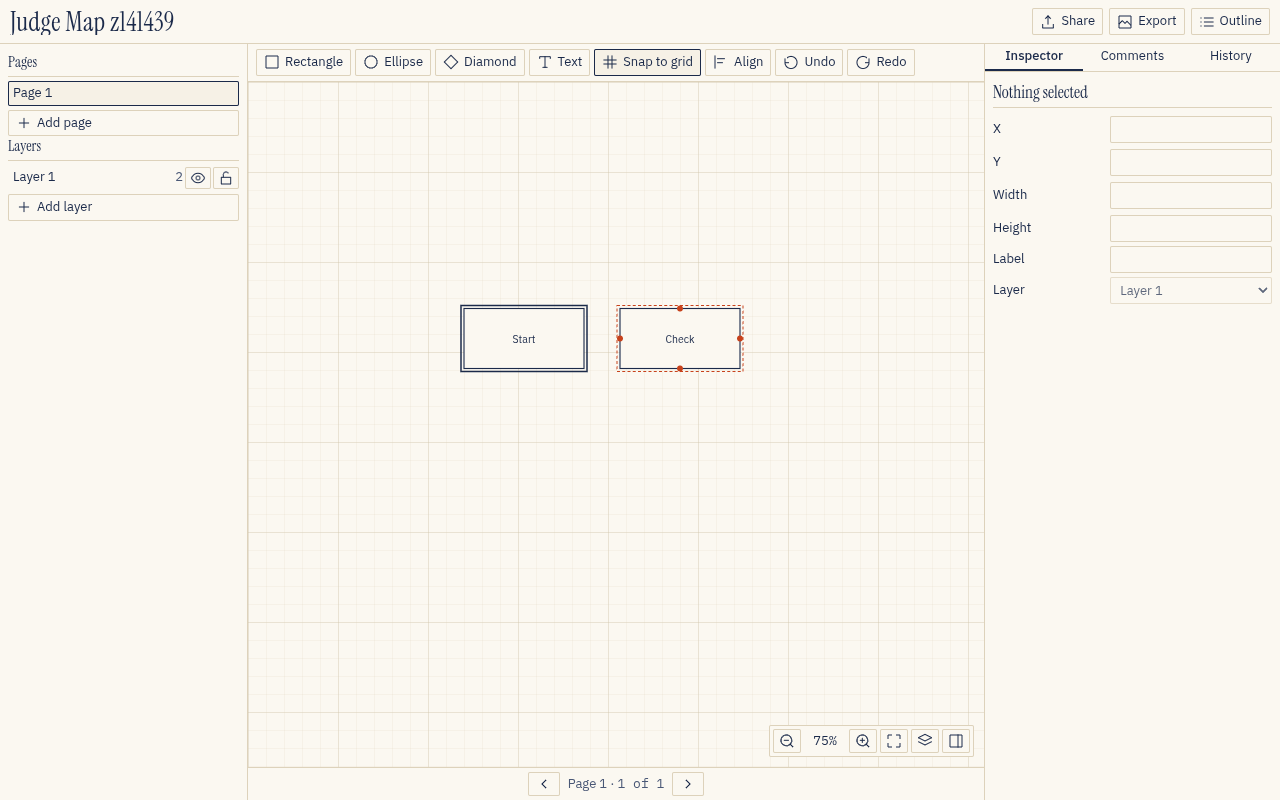 Judge Map zl4l439
Share
Export
Outline
Pages
Page 1
Add page
Layers
Layer 1
2
Add layer
Rectangle
Ellipse
Diamond
Text
Snap to grid
Align
Undo
Redo
Start
Check
75%
Page 1 · 1 of 1
Inspector
Comments
History
Nothing selected
X
Y
Width
Height
Label
Layer
Layer 1